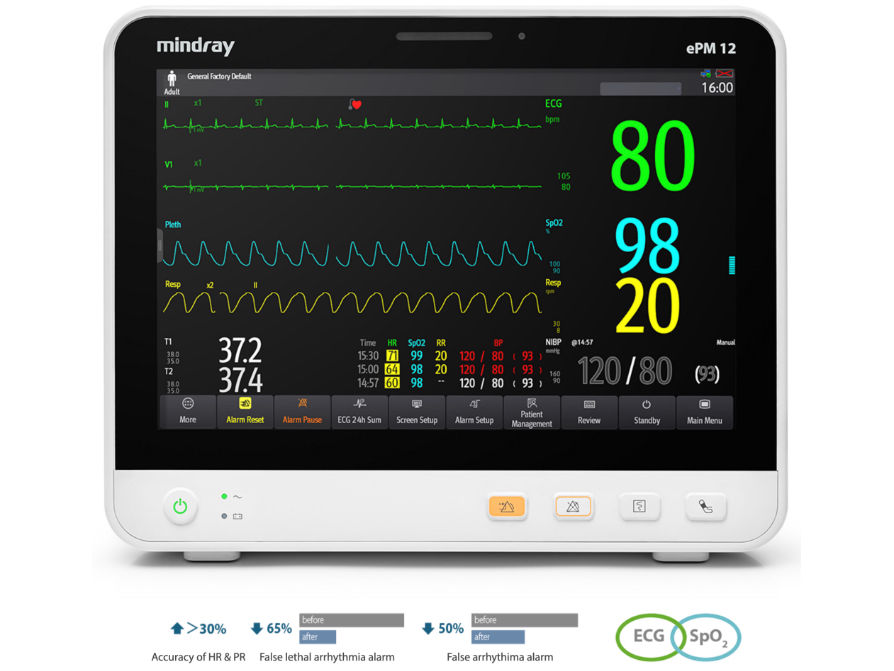 mindray
ePM 12
Adult
General Factory Default
16:00
II x1 ST
1 mV
ECG
bpm
80
V1 x1
1 mV
105
80
Pleth
SpO2
%
98
100
90
Resp x2 II
Resp
rpm
20
30
8
T1
38.0
35.0
37.2
T2
38.0
35.0
37.4
Time HR SpO2 RR BP
15:30 71 99 20 120 / 80 ( 93 )
15:00 64 98 20 120 / 80 ( 93 )
14:57 60 98 -- 120 / 80 ( 93 )
NIBP @14:57 Manual
mmHg
160
90
120/80 (93)
More
Alarm Reset
Alarm Pause
ECG 24h Sum
Screen Setup
Alarm Setup
Patient
Management
Review
Standby
Main Menu
>30%
Accuracy of HR & PR
65%
before
after
False lethal arrhythmia alarm
50%
before
after
False arrhythima alarm
ECG SpO2